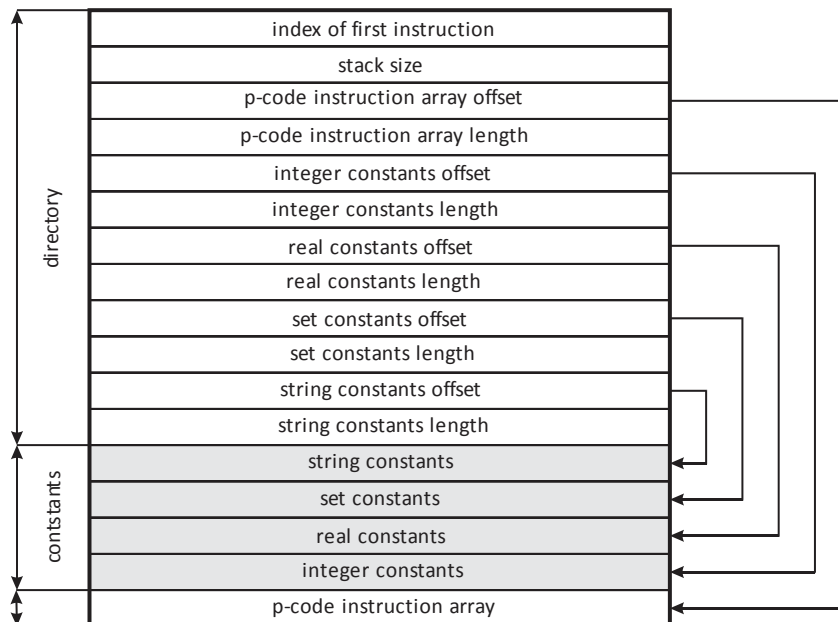 index of first instruction
stack size
p-code instruction array offset
p-code instruction array length
integer constants offset
integer constants length
real constants offset
real constants length
set constants offset
set constants length
string constants offset
string constants length
directory
string constants
set constants
real constants
integer constants
contstants
p-code instruction array